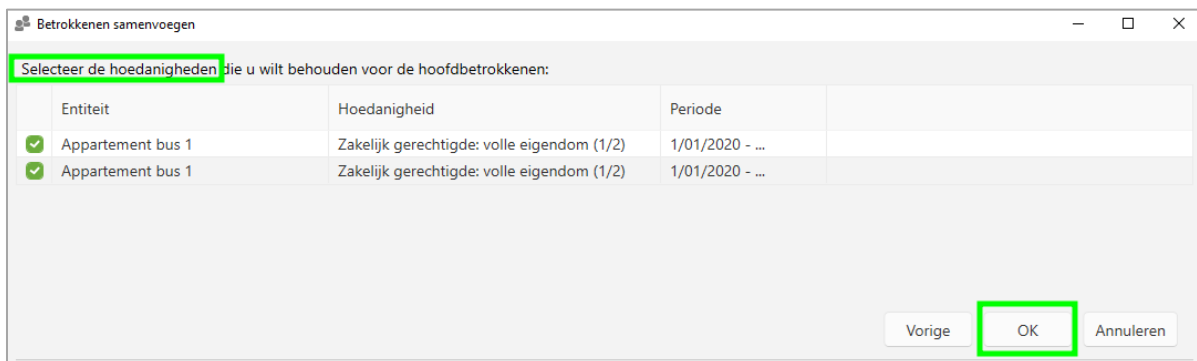 Betrokkenen samenvoegen
Selecteer de hoedanigheden die u wilt behouden voor de hoofdbetrokkenen:
Entiteit Hoedanigheid Periode
Appartement bus 1 Zakelijk gerechtigde: volle eigendom (1/2) 1/01/2020 - ...
Appartement bus 1 Zakelijk gerechtigde: volle eigendom (1/2) 1/01/2020 - ...
Vorige OK Annuleren